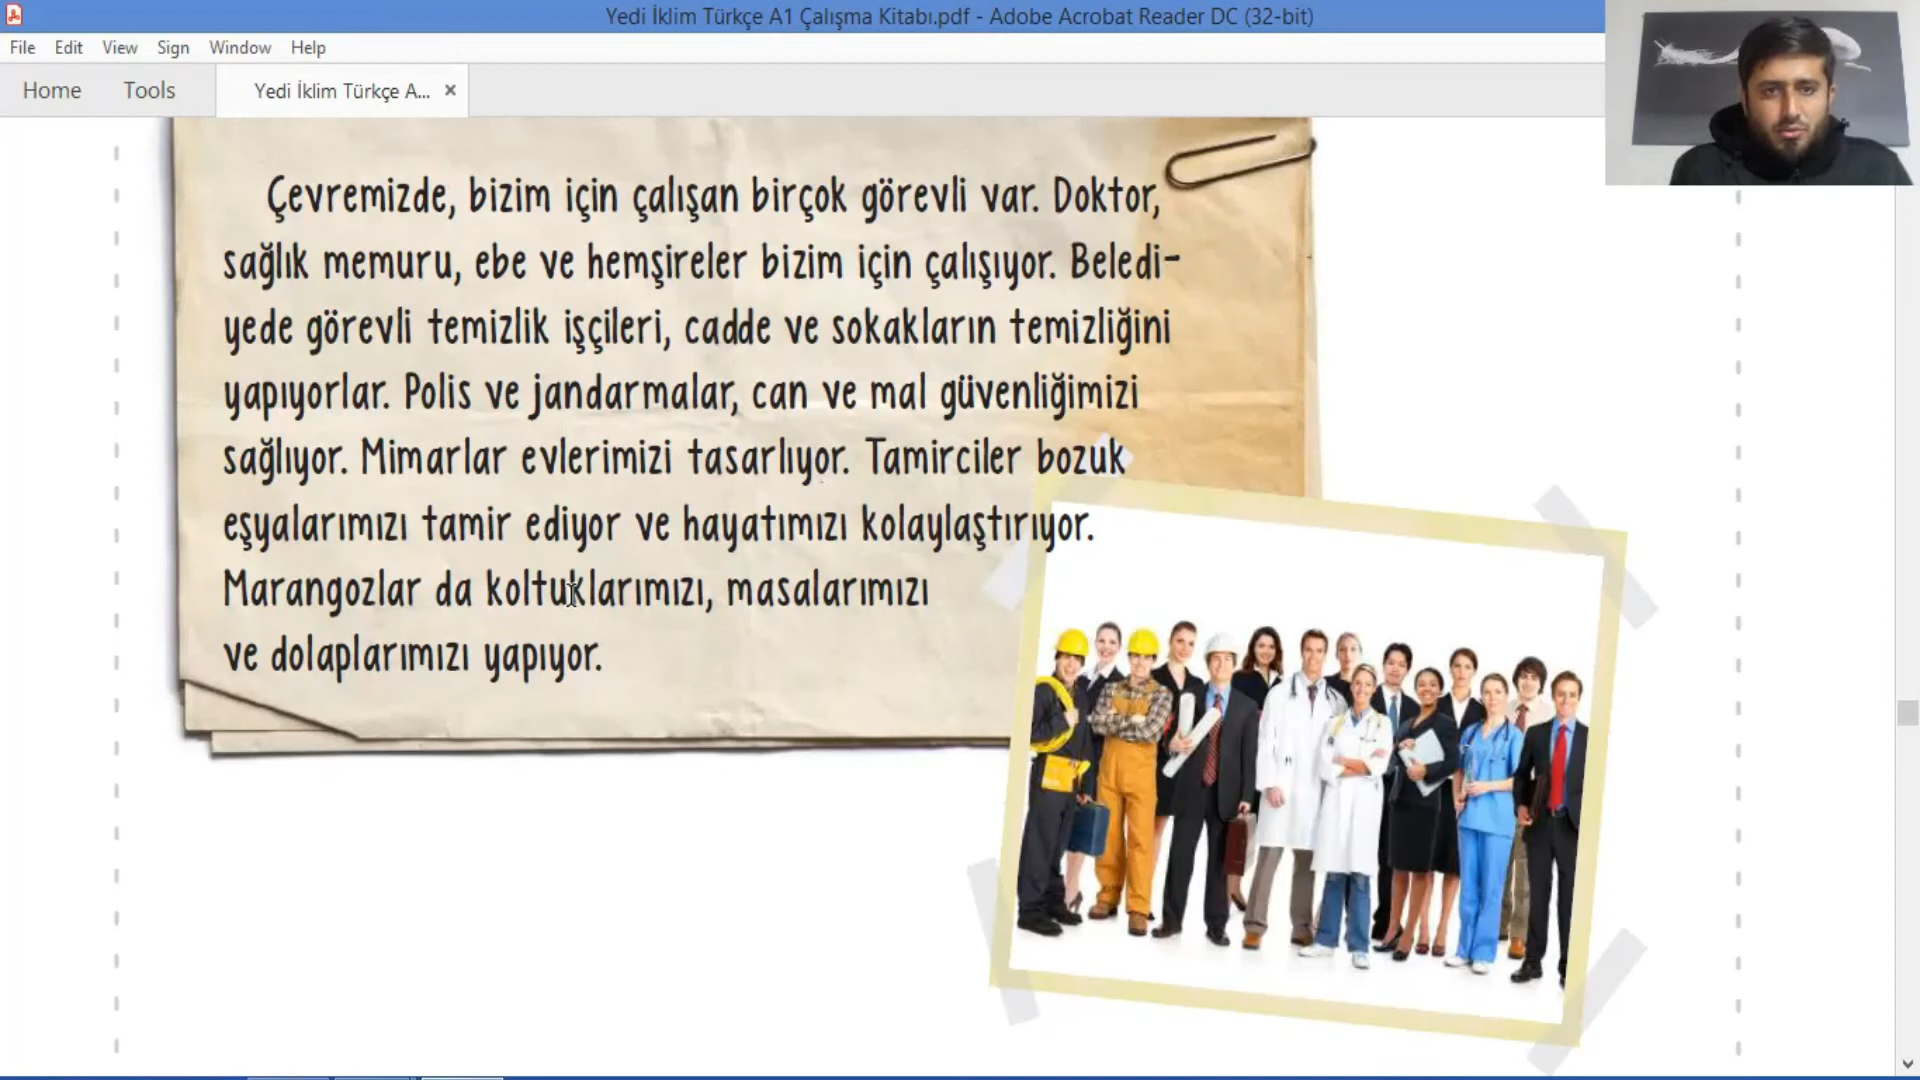 Yedi İklim Türkçe A1 Çalışma Kitabı.pdf - Adobe Acrobat Reader DC (32-bit)
File Edit View Sign Window Help
Home Tools Yedi İklim Türkçe A... ×
Çevremizde, bizim için çalışan birçok görevli var. Doktor,
sağlık memuru, ebe ve hemşireler bizim için çalışıyor. Beledi-
yede görevli temizlik işçileri, cadde ve sokakların temizliğini
yapıyorlar. Polis ve jandarmalar, can ve mal güvenliğimizi
sağlıyor. Mimarlar evlerimizi tasarlıyor. Tamirciler bozuk
eşyalarımızı tamir ediyor ve hayatımızı kolaylaştırıyor.
Marangozlar da koltuklarımızı, masalarımızı
ve dolaplarımızı yapıyor.